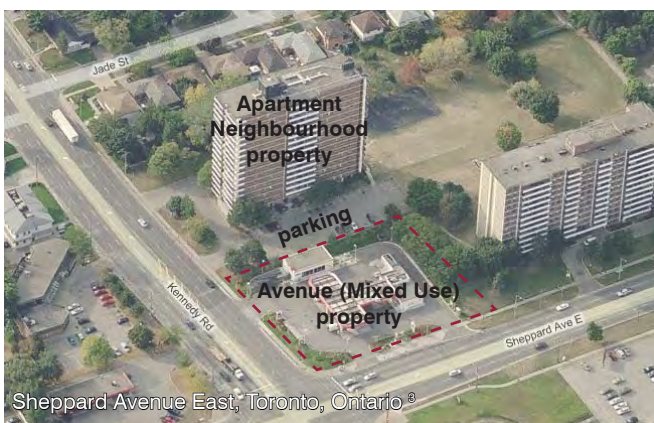 Jade St
Apartment
Neighbourhood
property
parking
Avenue (Mixed Use)
property
Kennedy Rd
Sheppard Ave E
Sheppard Avenue East, Toronto, Ontario ³